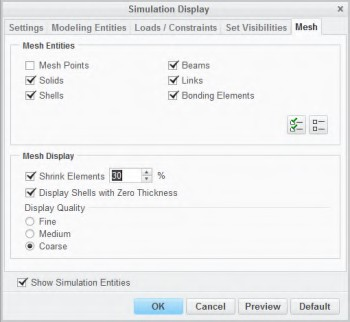 Simulation Display
Settings Modeling Entities Loads / Constraints Set Visibilities Mesh
Mesh Entities
Mesh Points Beams
Solids Links
Shells Bonding Elements
Mesh Display
Shrink Elements 30 %
Display Shells with Zero Thickness
Display Quality
Fine
Medium
Coarse
Show Simulation Entities
OK Cancel Preview Default